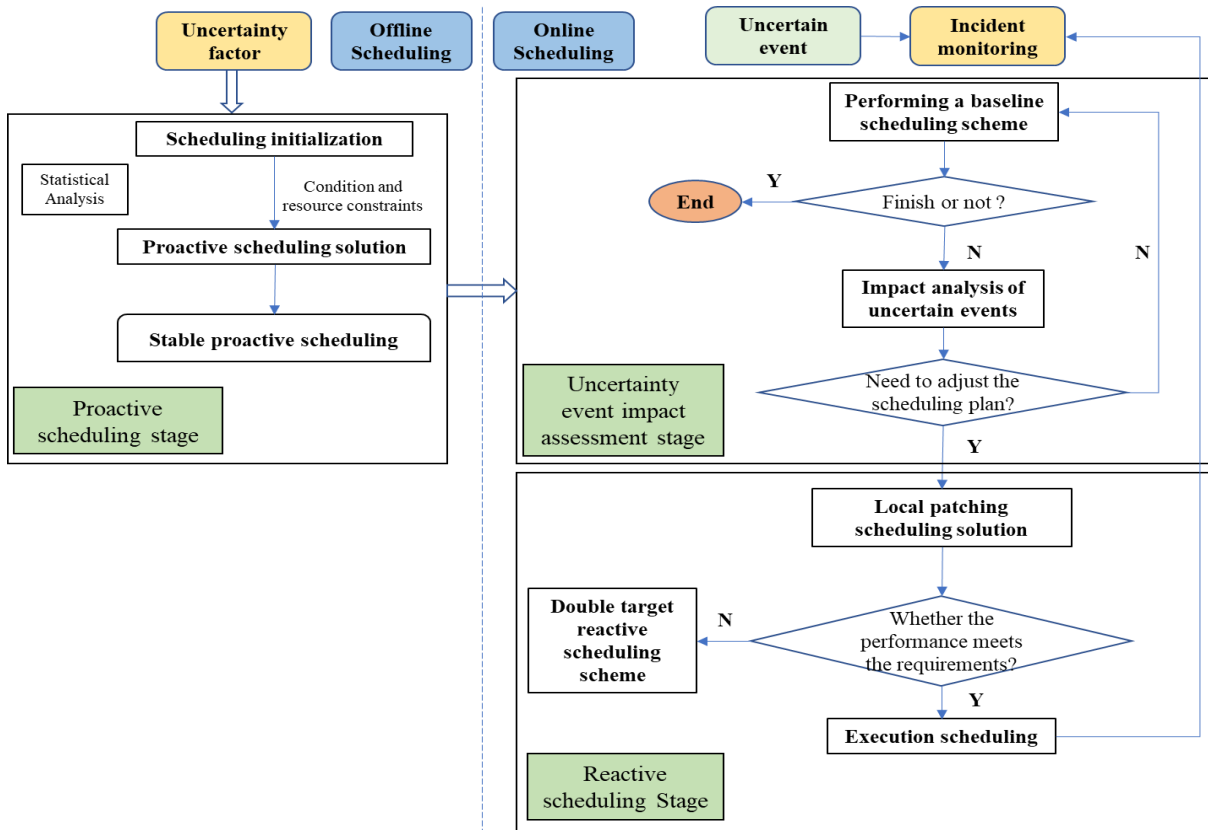 Uncertainty
factor
Offline
Scheduling
Online
Scheduling
Uncertain
event
Incident
monitoring
Scheduling initialization
Statistical
Analysis
Condition and
resource constraints
Proactive scheduling solution
Stable proactive scheduling
Proactive
scheduling stage
Performing a baseline
scheduling scheme
Y
End
Finish or not ?
N
N
Impact analysis of
uncertain events
Need to adjust the
scheduling plan?
Uncertainty
event impact
assessment stage
Y
Local patching
scheduling solution
Double target
reactive
scheduling
scheme
N
Whether the
performance meets
the requirements?
Y
Execution scheduling
Reactive
scheduling Stage